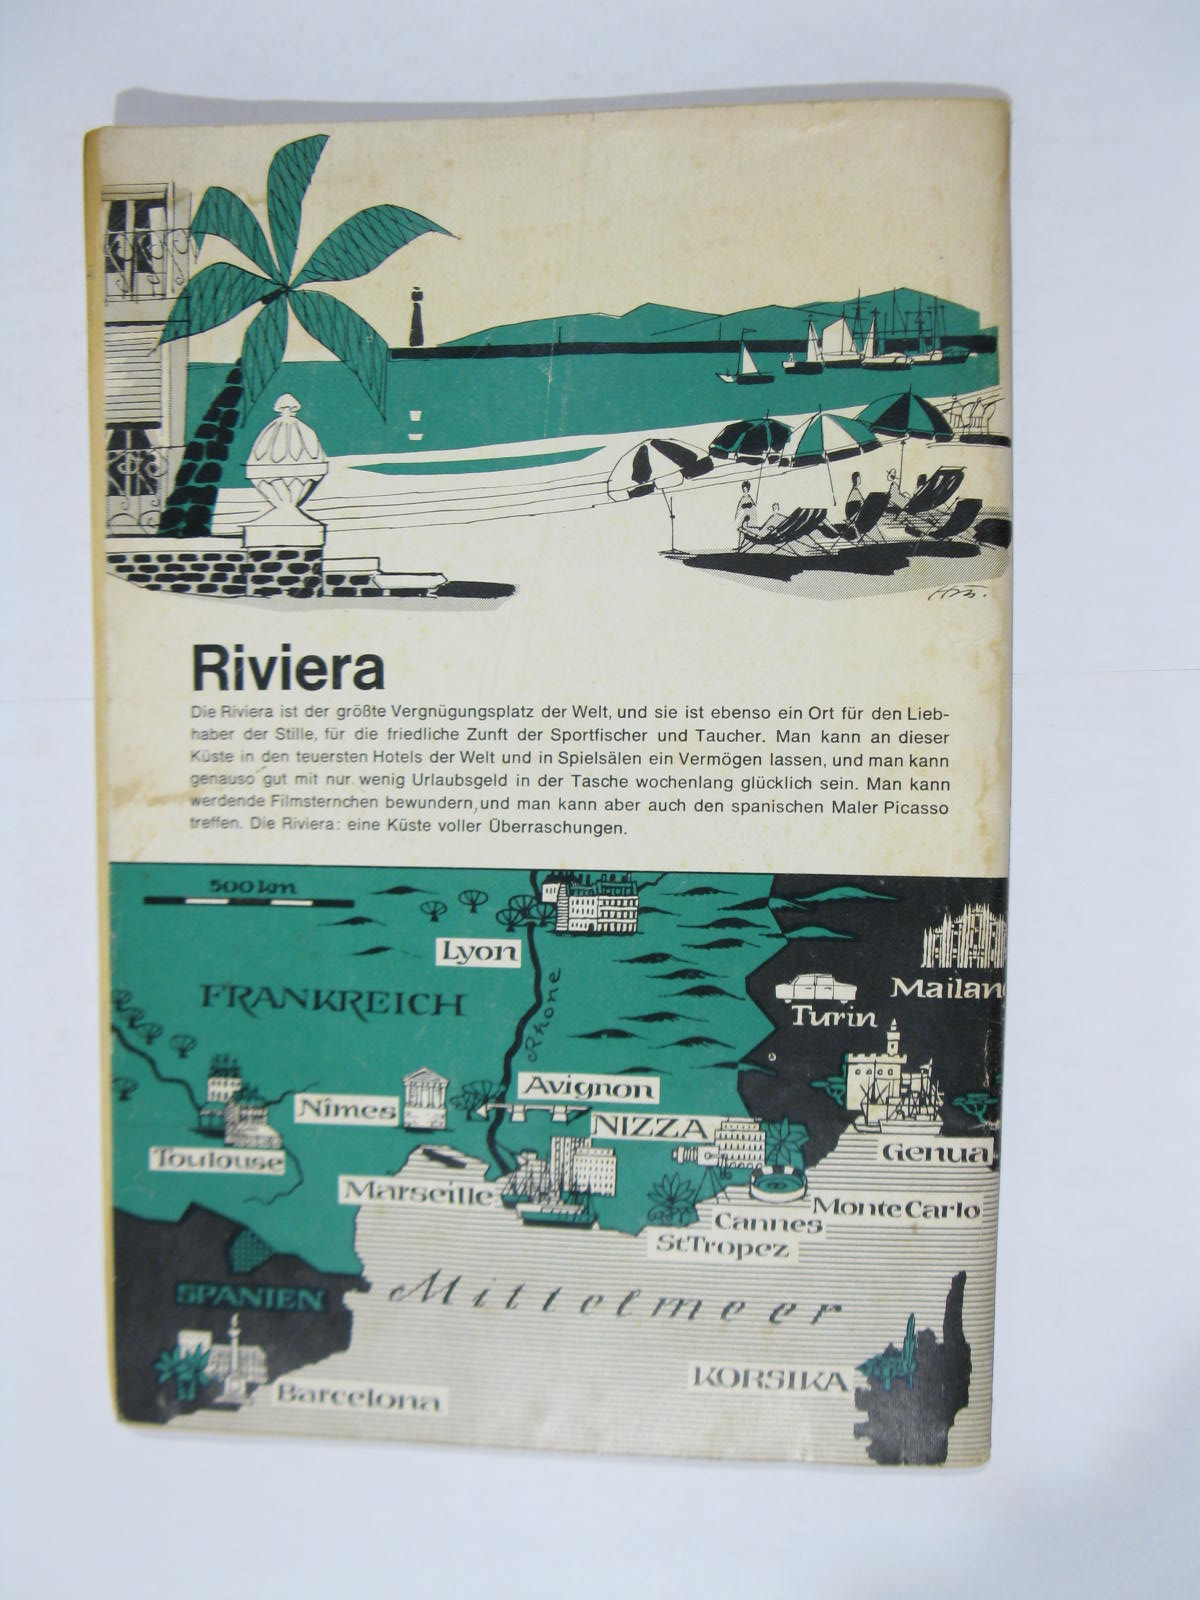 Riviera
Die Riviera ist der größte Vergnügungsplatz der Welt, und sie ist ebenso ein Ort für den Lieb-
haber der Stille, für die friedliche Zunft der Sportfischer und Taucher. Man kann an dieser
Küste in den teuersten Hotels der Welt und in Spielsälen ein Vermögen lassen, und man kann
genauso gut mit nur wenig Urlaubsgeld in der Tasche wochenlang glücklich sein. Man kann
werdende Filmsternchen bewundern, und man kann aber auch den spanischen Maler Picasso
treffen. Die Riviera: eine Küste voller Überraschungen.
500 km
Lyon
FRANKREICH
Rhone
Mailan
Turin
Avignon
Nîmes
NIZZA
Toulouse
Genua
Marseille
Monte Carlo
Cannes
St Tropez
SPANIEN
Mittelmeer
KORSIKA
Barcelona